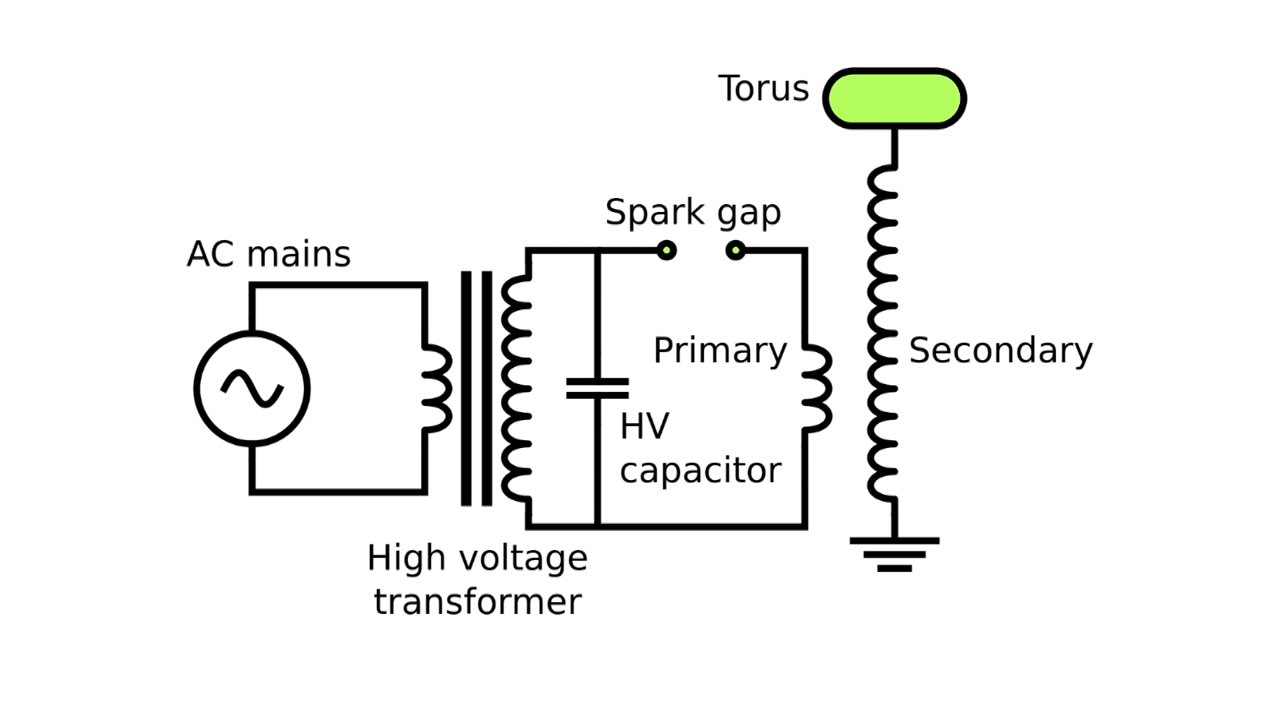 Torus
Spark gap
AC mains
Primary
Secondary
HV
capacitor
High voltage
transformer